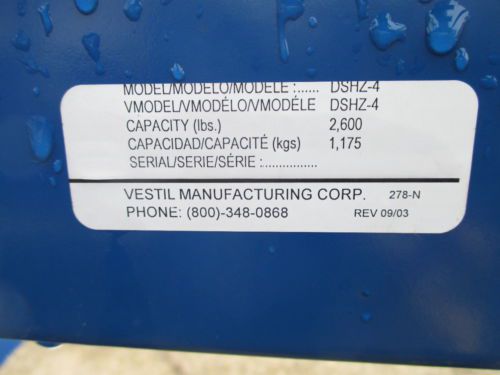 MODEL/MODELO/MODÈLE :...... DSHZ-4
VMODEL/VMODÉLO/VMODÉLE DSHZ-4
CAPACITY (lbs.) 2,600
CAPACIDAD/CAPACITÉ (kgs) 1,175
SERIAL/SERIE/SÉRIE :................
VESTIL MANUFACTURING CORP. 278-N
PHONE: (800)-348-0868 REV 09/03